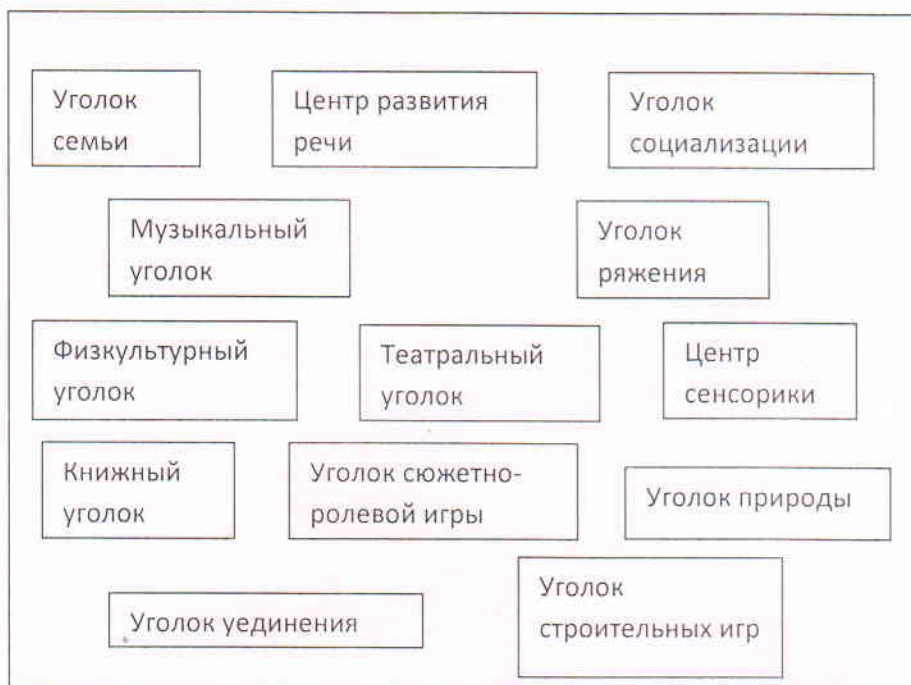 Уголок
семьи
Центр развития
речи
Уголок
социализации
Музыкальный
уголок
Уголок
ряжения
Физкультурный
уголок
Театральный
уголок
Центр
сенсорики
Книжный
уголок
Уголок сюжетно-
ролевой игры
Уголок природы
Уголок уединения
Уголок
строительных игр